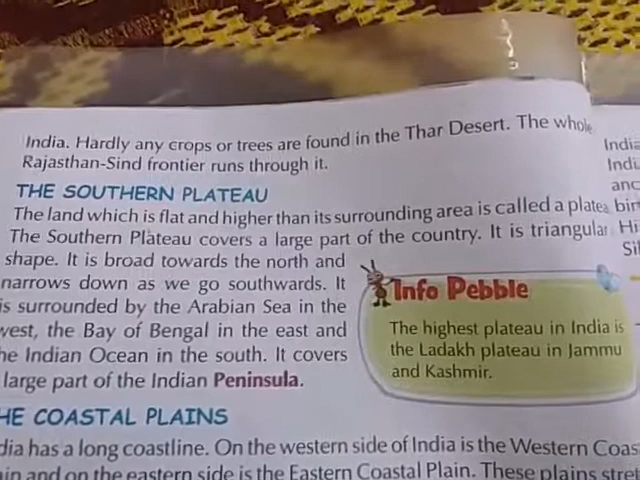 India. Hardly any crops or trees are found in the Thar Desert. The whole
Rajasthan-Sind frontier runs through it.
THE SOUTHERN PLATEAU
The land which is flat and higher than its surrounding area is called a
The Southern Plateau covers a large part of the country. It is triangular
shape. It is broad towards the north and
narrows down as we go southwards. It
is surrounded by the Arabian Sea in the
west, the Bay of Bengal in the east and
he Indian Ocean in the south. It covers
large part of the Indian Peninsula.
Info Pebble
The highest plateau in India is
the Ladakh plateau in Jammu
and Kashmir.
HE COASTAL PLAINS
dia has a long coastline. On the western side of India is the Western Coas
and on the eastern side is the Eastern Coastal Plain. These plains
India
Indi
anc
bir
Hi
Sil